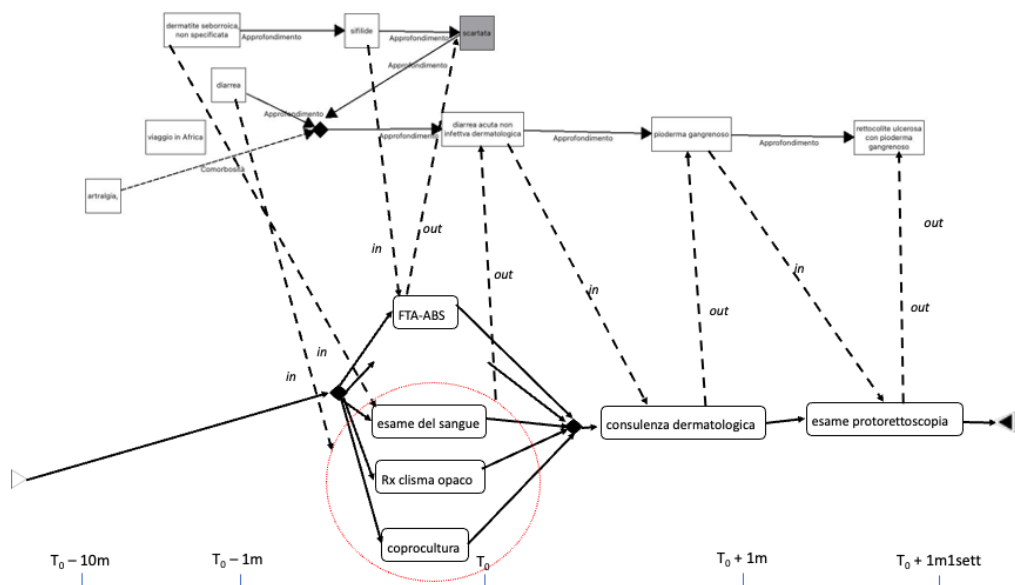 dermatite seborroica,
non specificata
Approfondimento
sifilide
Approfondimento
scartata
Approfondimento
diarrea
Approfondimento
viaggio in Africa
Approfondimento
diarrea acuta non
infettiva dermatologica
Approfondimento
pioderma gangrenoso
Approfondimento
rettocolite ulcerosa
con pioderma
gangrenoso
Comorbosità
artralgia,
in
out
out
in
in
out
in
in
out
out
FTA-ABS
esame del sangue
consulenza dermatologica
esame protorettoscopia
Rx clisma opaco
coprocultura
T0 – 10m
T0 – 1m
T0
T0 + 1m
T0 + 1m1sett